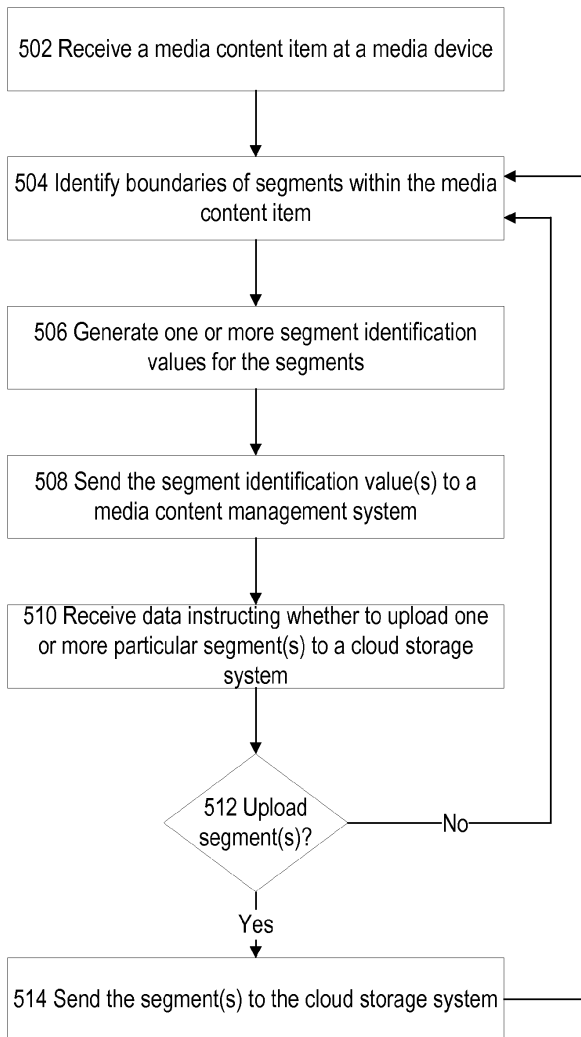 502 Receive a media content item at a media device
504 Identify boundaries of segments within the media
content item
506 Generate one or more segment identification
values for the segments
508 Send the segment identification value(s) to a
media content management system
510 Receive data instructing whether to upload one
or more particular segment(s) to a cloud storage
system
512 Upload
segment(s)?
No
Yes
514 Send the segment(s) to the cloud storage system